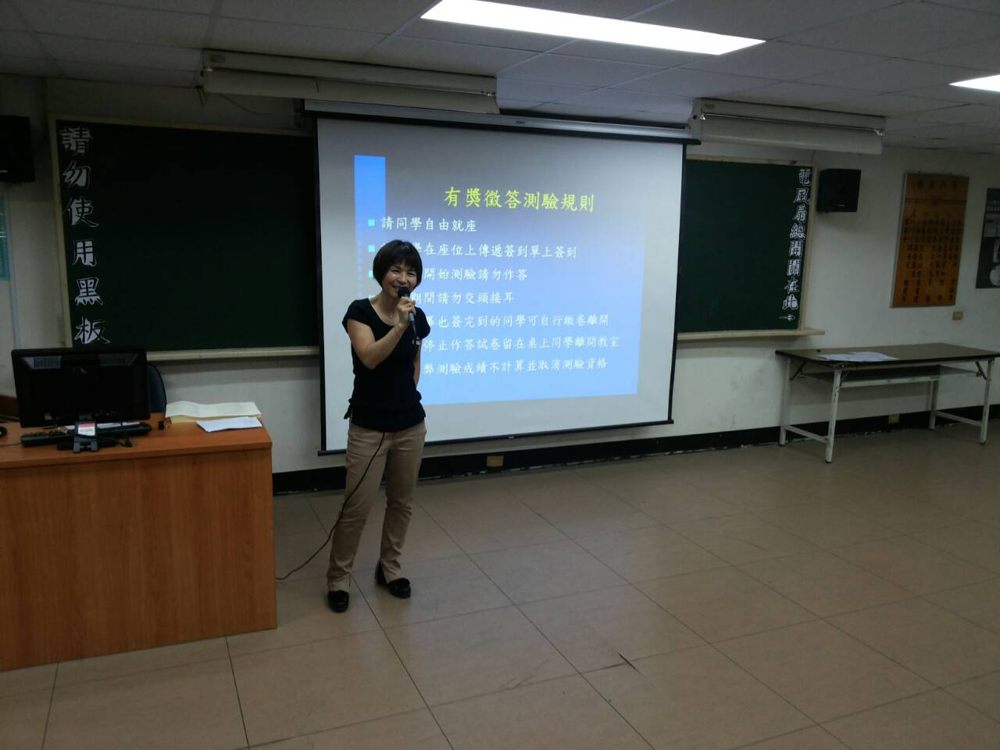 請勿使用黑板
有獎徵答測驗規則
請同學自由就座
在座位上傳遞簽到單上簽到
開始測驗請勿作答
期間請勿交頭接耳
也簽完到的同學可自行繳卷離開
停止作答試卷留在桌上同學離開教室
弊測驗成績不計算並取消測驗資格
電風扇總開關在此→